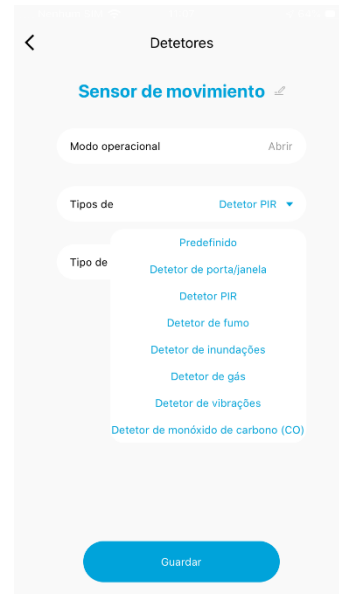 Detetores
Sensor de movimiento
Modo operacional Abrir
Tipos de Detetor PIR
Tipo de
Predefinido
Detetor de porta/janela
Detetor PIR
Detetor de fumo
Detetor de inundações
Detetor de gás
Detetor de vibrações
Detetor de monóxido de carbono (CO)
Guardar